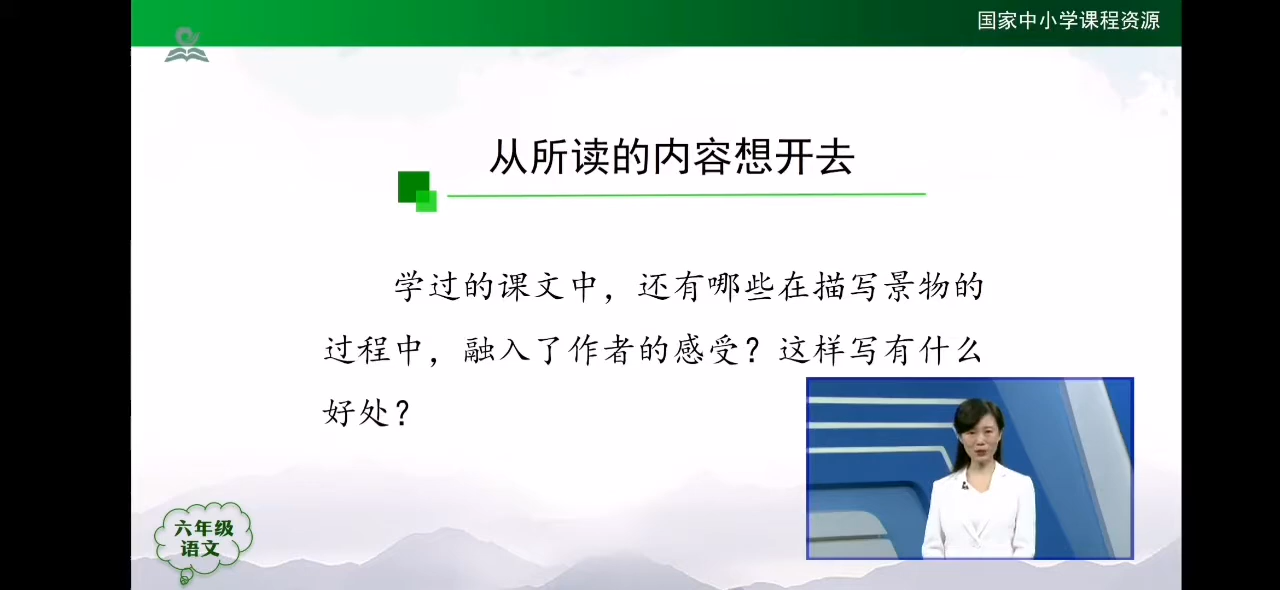 国家中小学课程资源
从所读的内容想开去
学过的课文中，还有哪些在描写景物的
过程中，融入了作者的感受？这样写有什么
好处？
六年级
语文